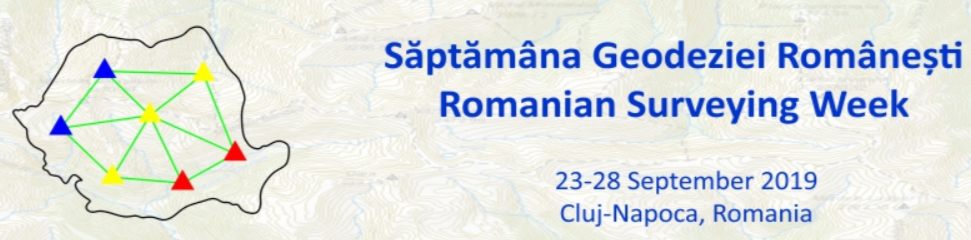 Săptămâna Geodeziei Românești
Romanian Surveying Week
23-28 September 2019
Cluj-Napoca, Romania